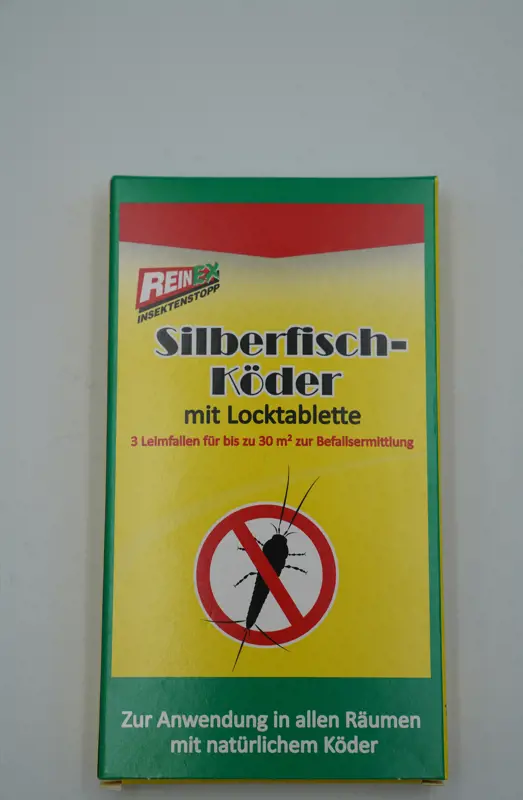 REINEX
INSEKTENSTOPP
Silberfisch-
Köder
mit Locktablette
3 Leimfallen für bis zu 30 m² zur Befallsermittlung
Zur Anwendung in allen Räumen
mit natürlichem Köder